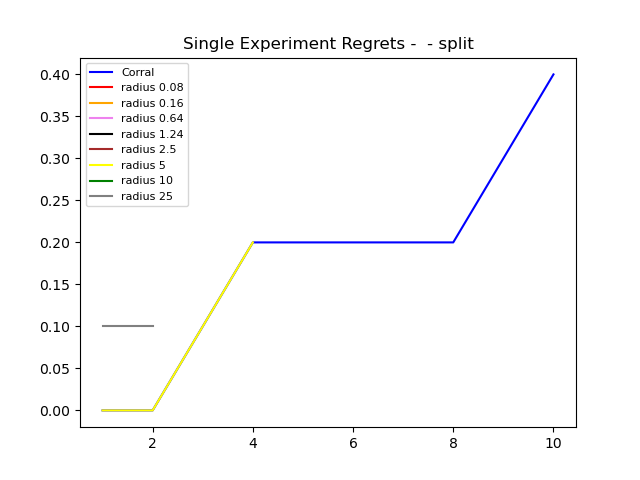 Single Experiment Regrets -  - split
Corral
radius 0.08
radius 0.16
radius 0.64
radius 1.24
radius 2.5
radius 5
radius 10
radius 25
0.40
0.35
0.30
0.25
0.20
0.15
0.10
0.05
0.00
2 4 6 8 10